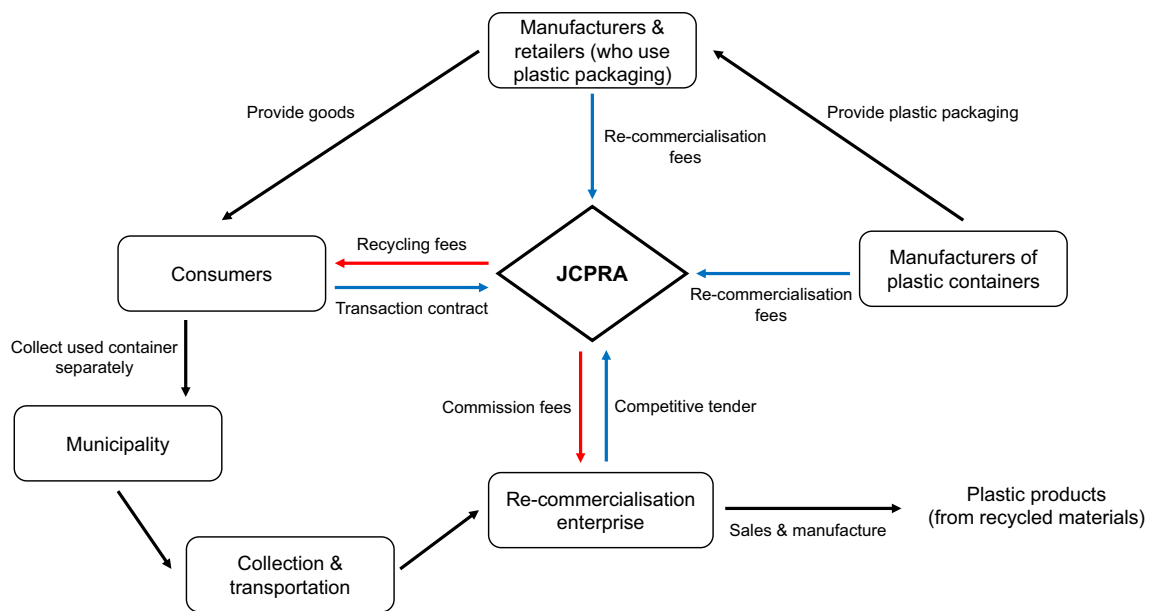 Manufacturers &
retailers (who use
plastic packaging)
Provide goods
Provide plastic packaging
Re-commercialisation
fees
Consumers
Recycling fees
Transaction contract
JCPRA
Re-commercialisation
fees
Manufacturers of
plastic containers
Collect used container
separately
Municipality
Commission fees
Competitive tender
Re-commercialisation
enterprise
Sales & manufacture
Plastic products
(from recycled materials)
Collection &
transportation